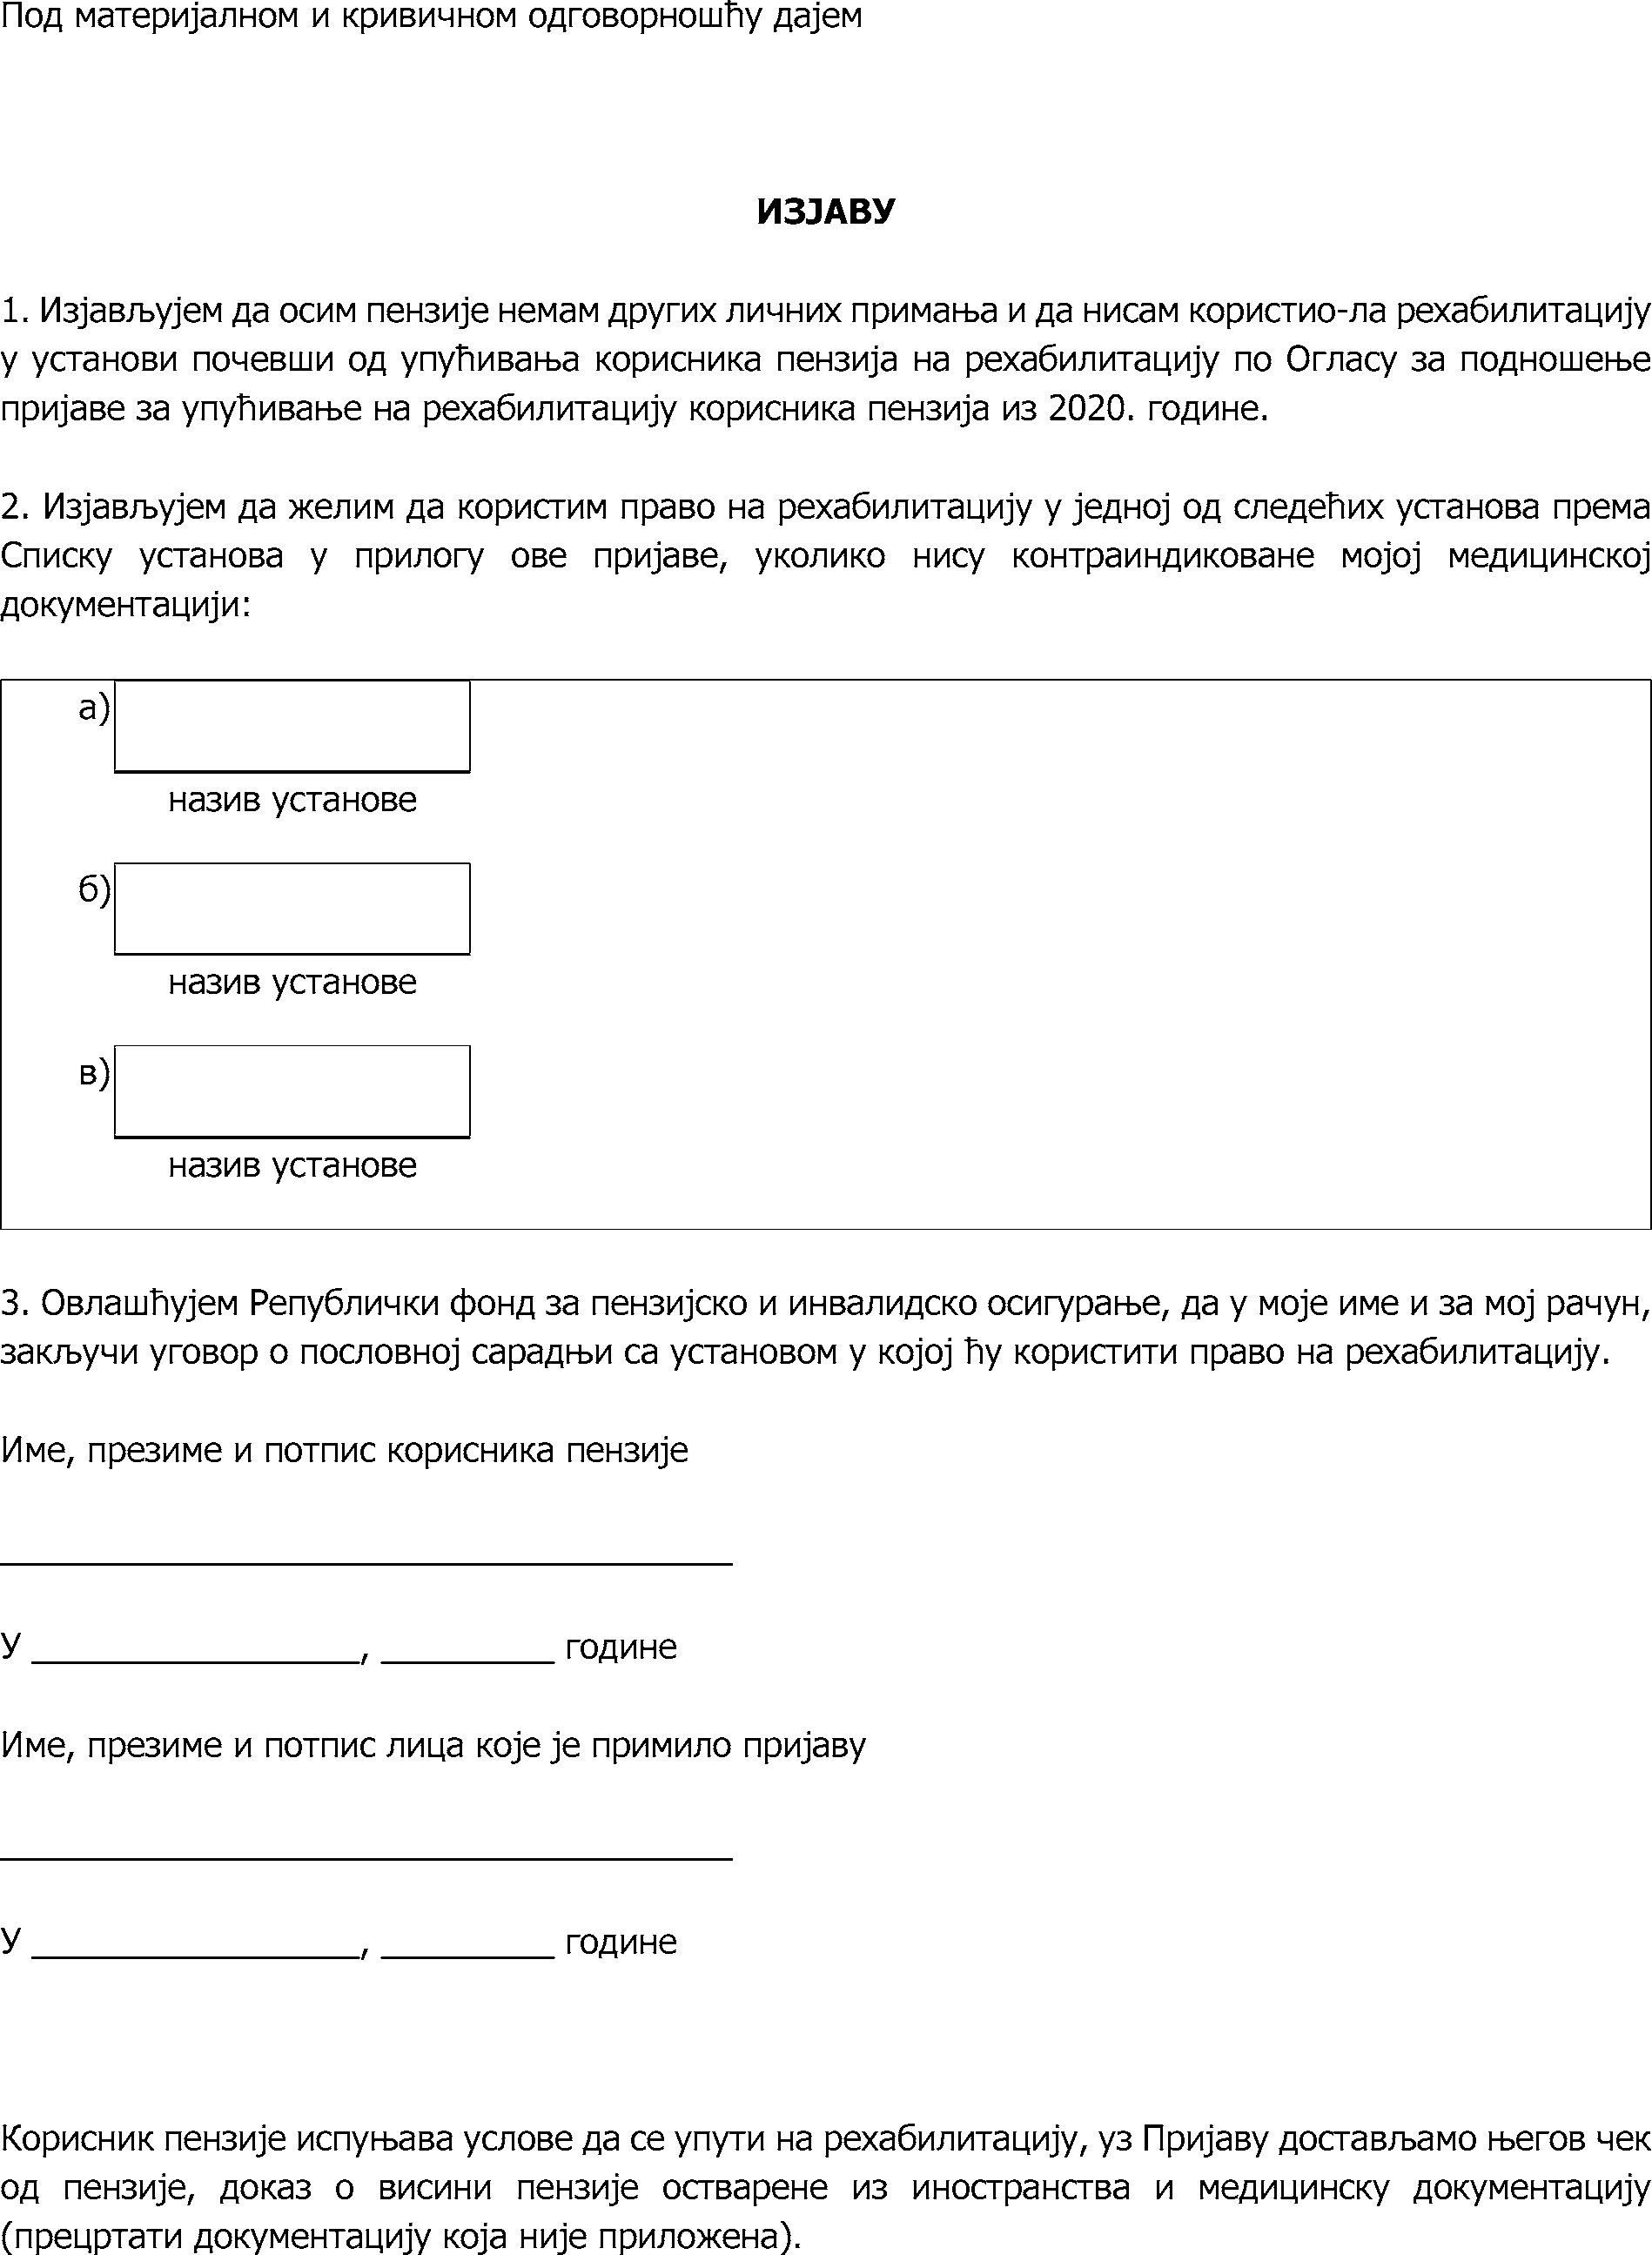 Под материјалном и кривичном одговорношћу дајем
ИЗЈАВУ
1. Изјављујем да осим пензије немам других личних примања и да нисам користио-ла рехабилитацију
у установи почевши од упућивања корисника пензија на рехабилитацију по Огласу за подношење
пријаве за упућивање на рехабилитацију корисника пензија из 2020. године.
2. Изјављујем да желим да користим право на рехабилитацију у једној од следећих установа према
Списку установа у прилогу ове пријаве, уколико нису контраиндиковане мојој медицинској
документацији:
а)
назив установе
б)
назив установе
в)
назив установе
3. Овлашћујем Републички фонд за пензијско и инвалидско осигурање, да у моје име и за мој рачун,
закључи уговор о пословној сарадњи са установом у којој ћу користити право на рехабилитацију.
Име, презиме и потпис корисника пензије
У _________________, _________ године
Име, презиме и потпис лица које је примило пријаву
У _________________, _________ године
Корисник пензије испуњава услове да се упути на рехабилитацију, уз Пријаву достављамо његов чек
од пензије, доказ о висини пензије остварене из иностранства и медицинску документацију
(прецртати документацију која није приложена).